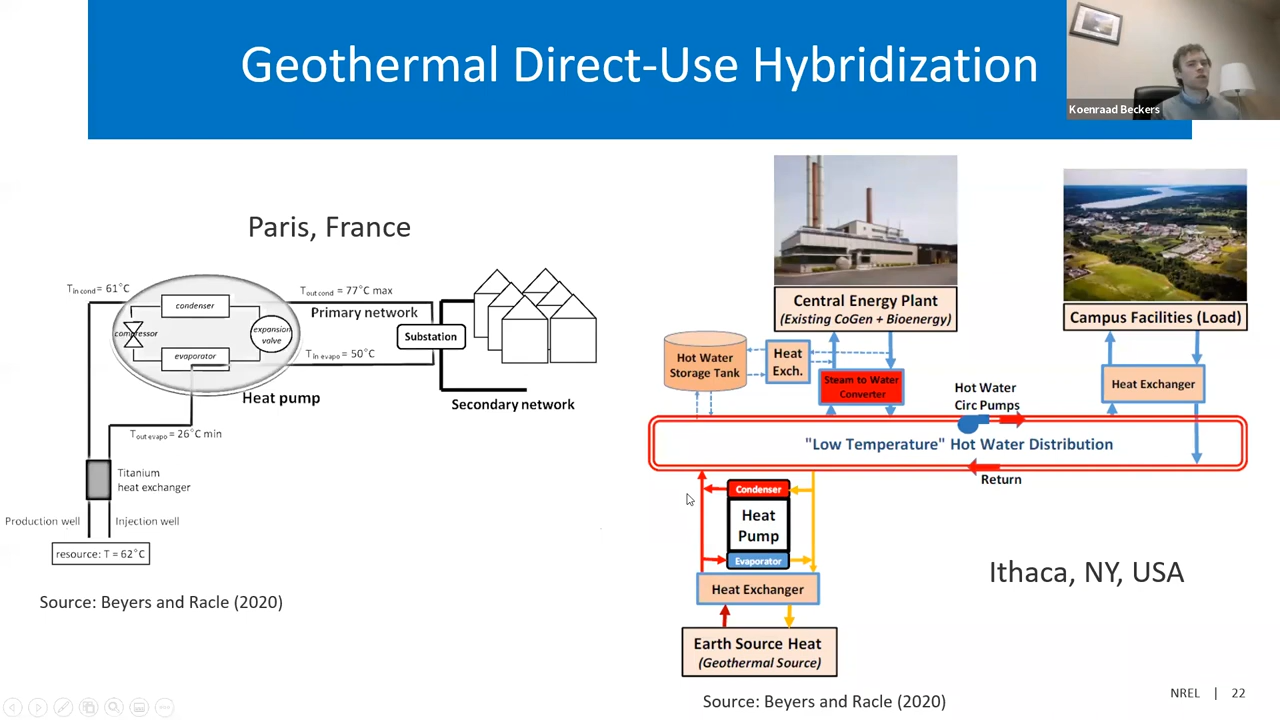 Geothermal Direct-Use Hybridization
Koenraad Beckers
Paris, France
Tin cond = 61°C
condenser
compressor
expansion
valve
evaporator
Heat pump
Tout cond = 77°C max
Primary network
Tin evapo = 50°C
Substation
Secondary network
Tout evapo = 26°C min
Titanium
heat exchanger
Production well
Injection well
resource: T = 62°C
Source: Beyers and Racle (2020)
Central Energy Plant
(Existing CoGen + Bioenergy)
Campus Facilities (Load)
Hot Water
Storage Tank
Heat
Exch.
Steam to Water
Converter
Hot Water
Circ Pumps
Heat Exchanger
"Low Temperature" Hot Water Distribution
Return
Condenser
Heat
Pump
Evaporator
Heat Exchanger
Earth Source Heat
(Geothermal Source)
Ithaca, NY, USA
Source: Beyers and Racle (2020)
NREL | 22